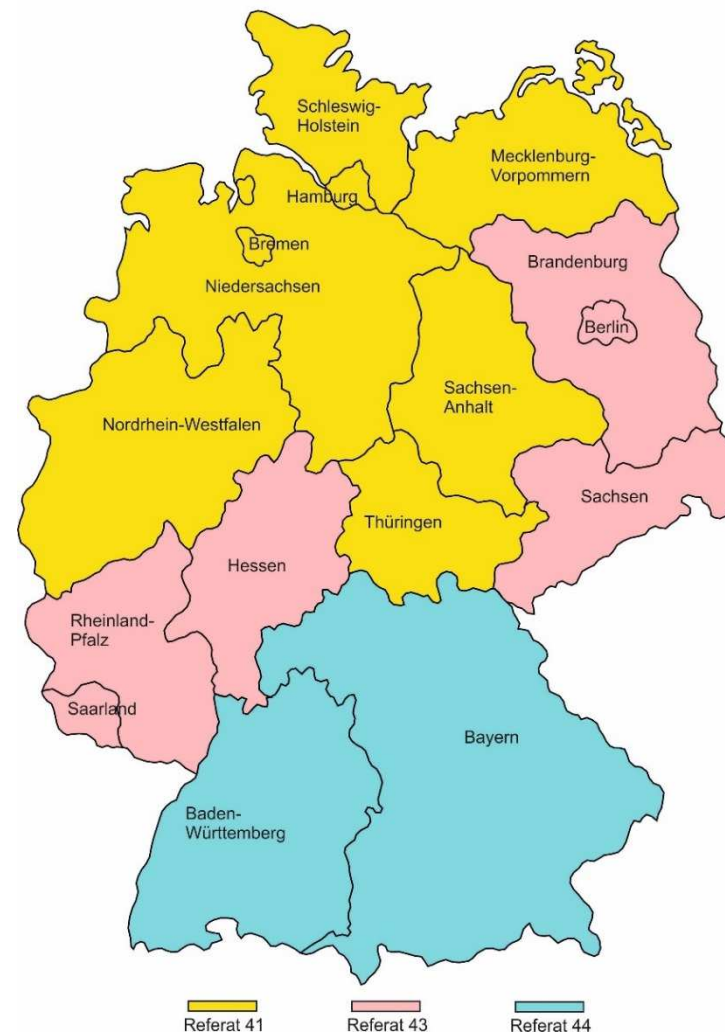 Schleswig-
Holstein
Mecklenburg-
Vorpommern
Hamburg
Bremen
Niedersachsen
Brandenburg
Berlin
Sachsen-
Anhalt
Nordrhein-Westfalen
Sachsen
Thüringen
Hessen
Rheinland-
Pfalz
Saarland
Bayern
Baden-
Württemberg
Referat 41
Referat 43
Referat 44